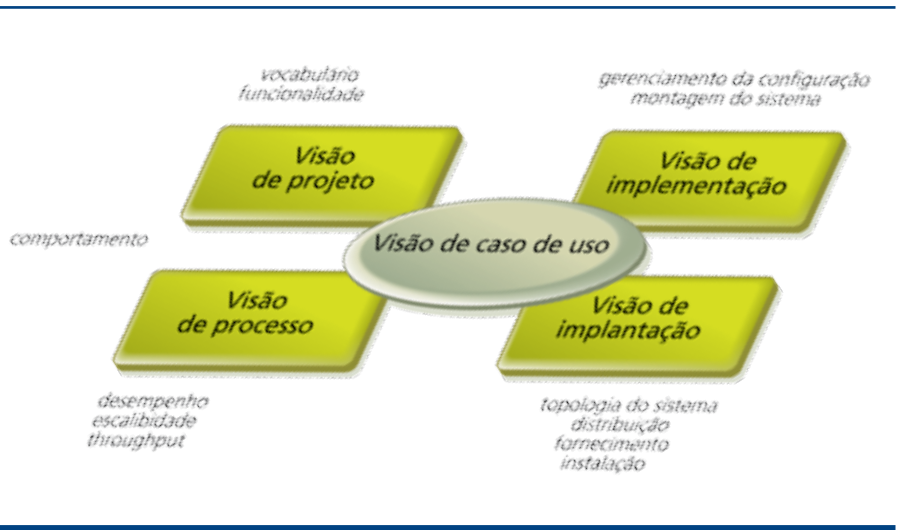 vocabulário
funcionalidade
gerenciamento da configuração
montagem do sistema
Visão
de projeto
Visão de
implementação
comportamento
Visão de caso de uso
Visão
de processo
Visão de
implantação
desempenho
escalibidade
throughput
topologia do sistema
distribuição
fornecimento
instalação